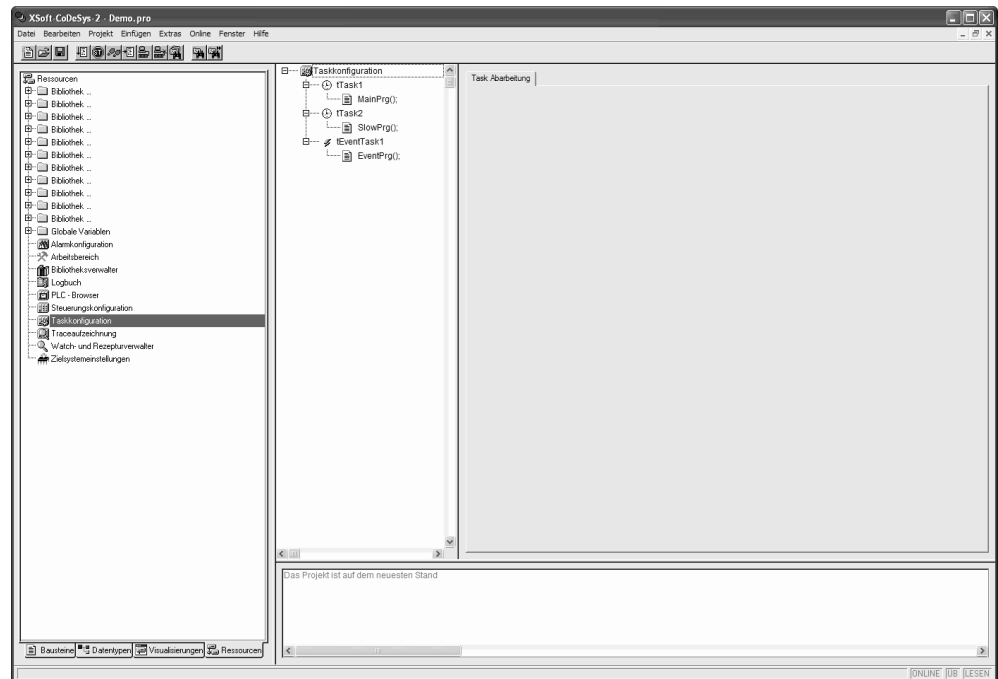 XSoft-CoDeSys-2 - Demo.pro
Datei Bearbeiten Projekt Einfügen Extras Online Fenster Hilfe
Ressourcen
Bibliothek ...
Bibliothek ...
Bibliothek ...
Bibliothek ...
Bibliothek ...
Bibliothek ...
Bibliothek ...
Bibliothek ...
Bibliothek ...
Bibliothek ...
Bibliothek ...
Globale Variablen
Alarmkonfiguration
Arbeitsbereich
Bibliotheksverwalter
Logbuch
PLC - Browser
Steuerungskonfiguration
Taskkonfiguration
Traceaufzeichnung
Watch- und Rezepturverwalter
Zielsystemeinstellungen
Bausteine Datentypen Visualisierungen Ressourcen
Taskkonfiguration
tTask1
MainPrg();
tTask2
SlowPrg();
tEventTask1
EventPrg();
Task Abarbeitung
Das Projekt ist auf dem neuesten Stand
ONLINE ÜB LESEN